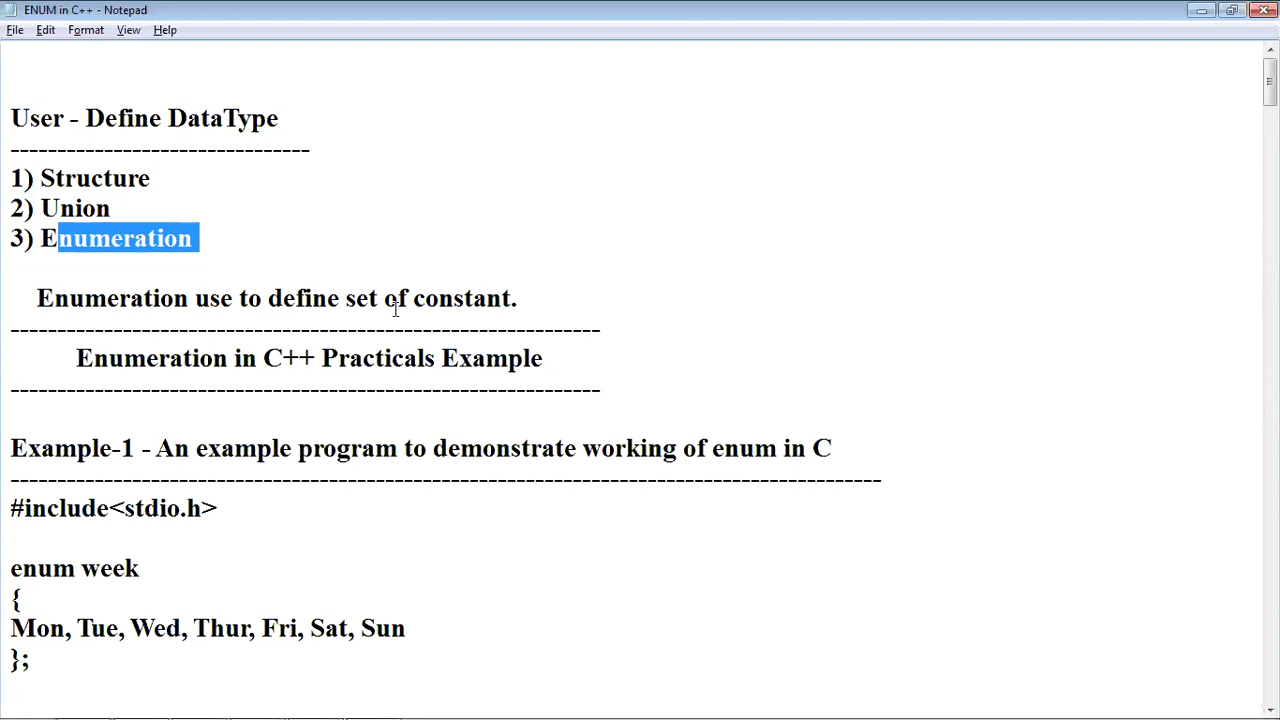 ENUM in C++ - Notepad
File Edit Format View Help
User - Define DataType
--------------------------------
1) Structure
2) Union
3) Enumeration
Enumeration use to define set of constant.
---------------------------------------------------------------
Enumeration in C++ Practicals Example
---------------------------------------------------------------
Example-1 - An example program to demonstrate working of enum in C
---------------------------------------------------------------------------------------------
#include<stdio.h>
enum week
{
Mon, Tue, Wed, Thur, Fri, Sat, Sun
};